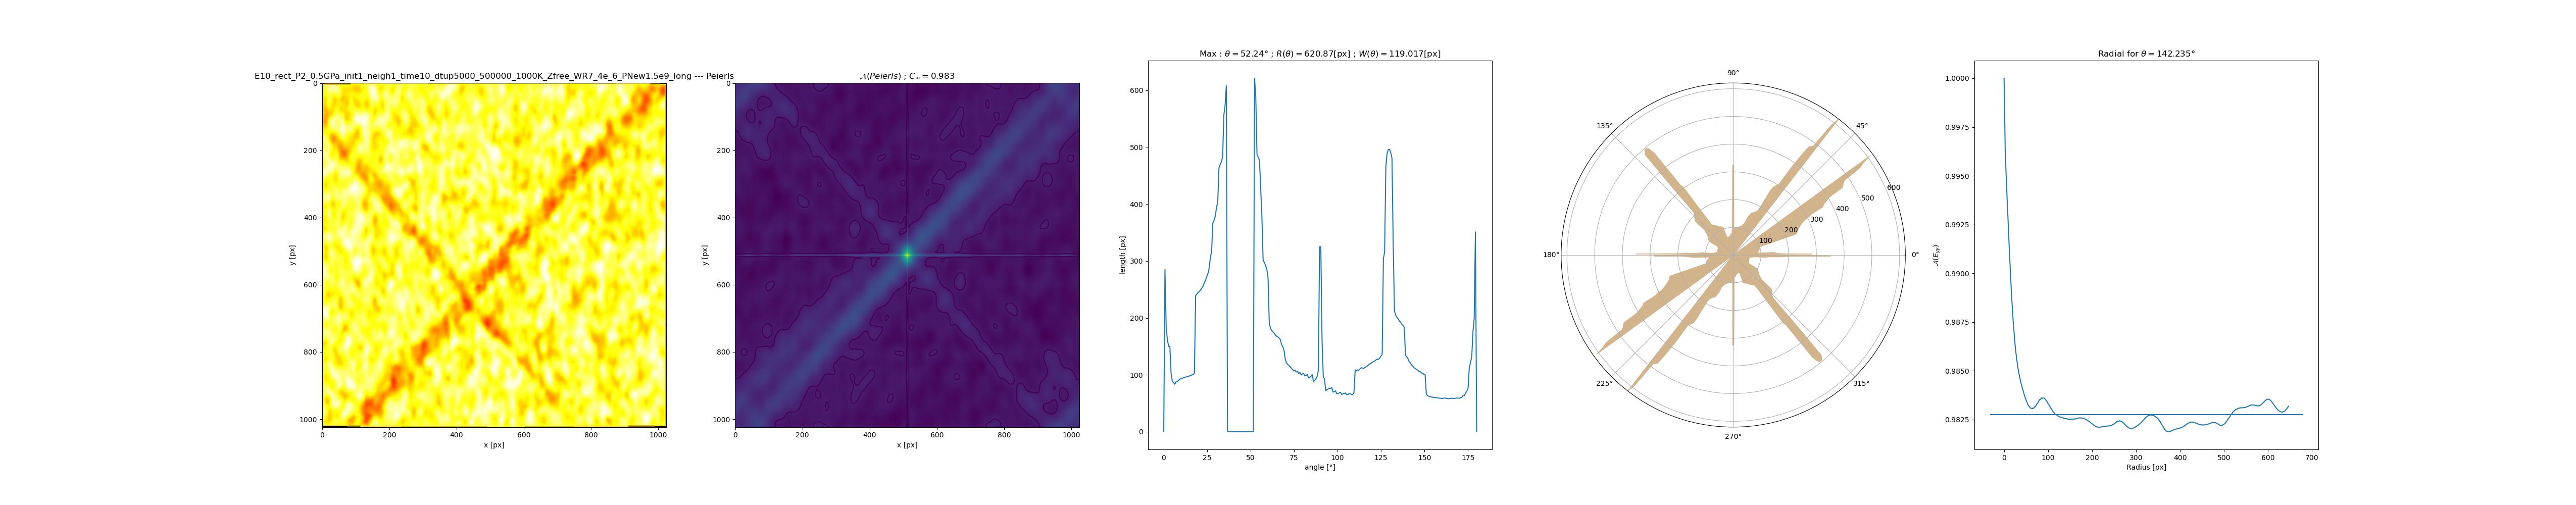 E10_rect_P2_0.5GPa_init1_neigh1_time10_dtup5000_500000_1000K_Zfree_WR7_4e_6_PNew1.5e9_long --- Peierls
0
200
400
600
800
1000
y [px]
0 200 400 600 800 1000
x [px]
𝒜(Peierls) ; C∞ = 0.983
0
200
400
600
800
1000
y [px]
0 200 400 600 800 1000
x [px]
Max : θ = 52.24° ; R(θ) = 620.87[px] ; W(θ) = 119.017[px]
600
500
400
300
200
100
0
length [px]
0 25 50 75 100 125 150 175
angle [°]
90°
135° 45°
180° 0°
225° 315°
270°
100
200
300
400
500
600
Radial for θ = 142.235°
1.0000
0.9975
0.9950
0.9925
0.9900
0.9875
0.9850
0.9825
𝒜(Eyy)
0 100 200 300 400 500 600 700
Radius [px]